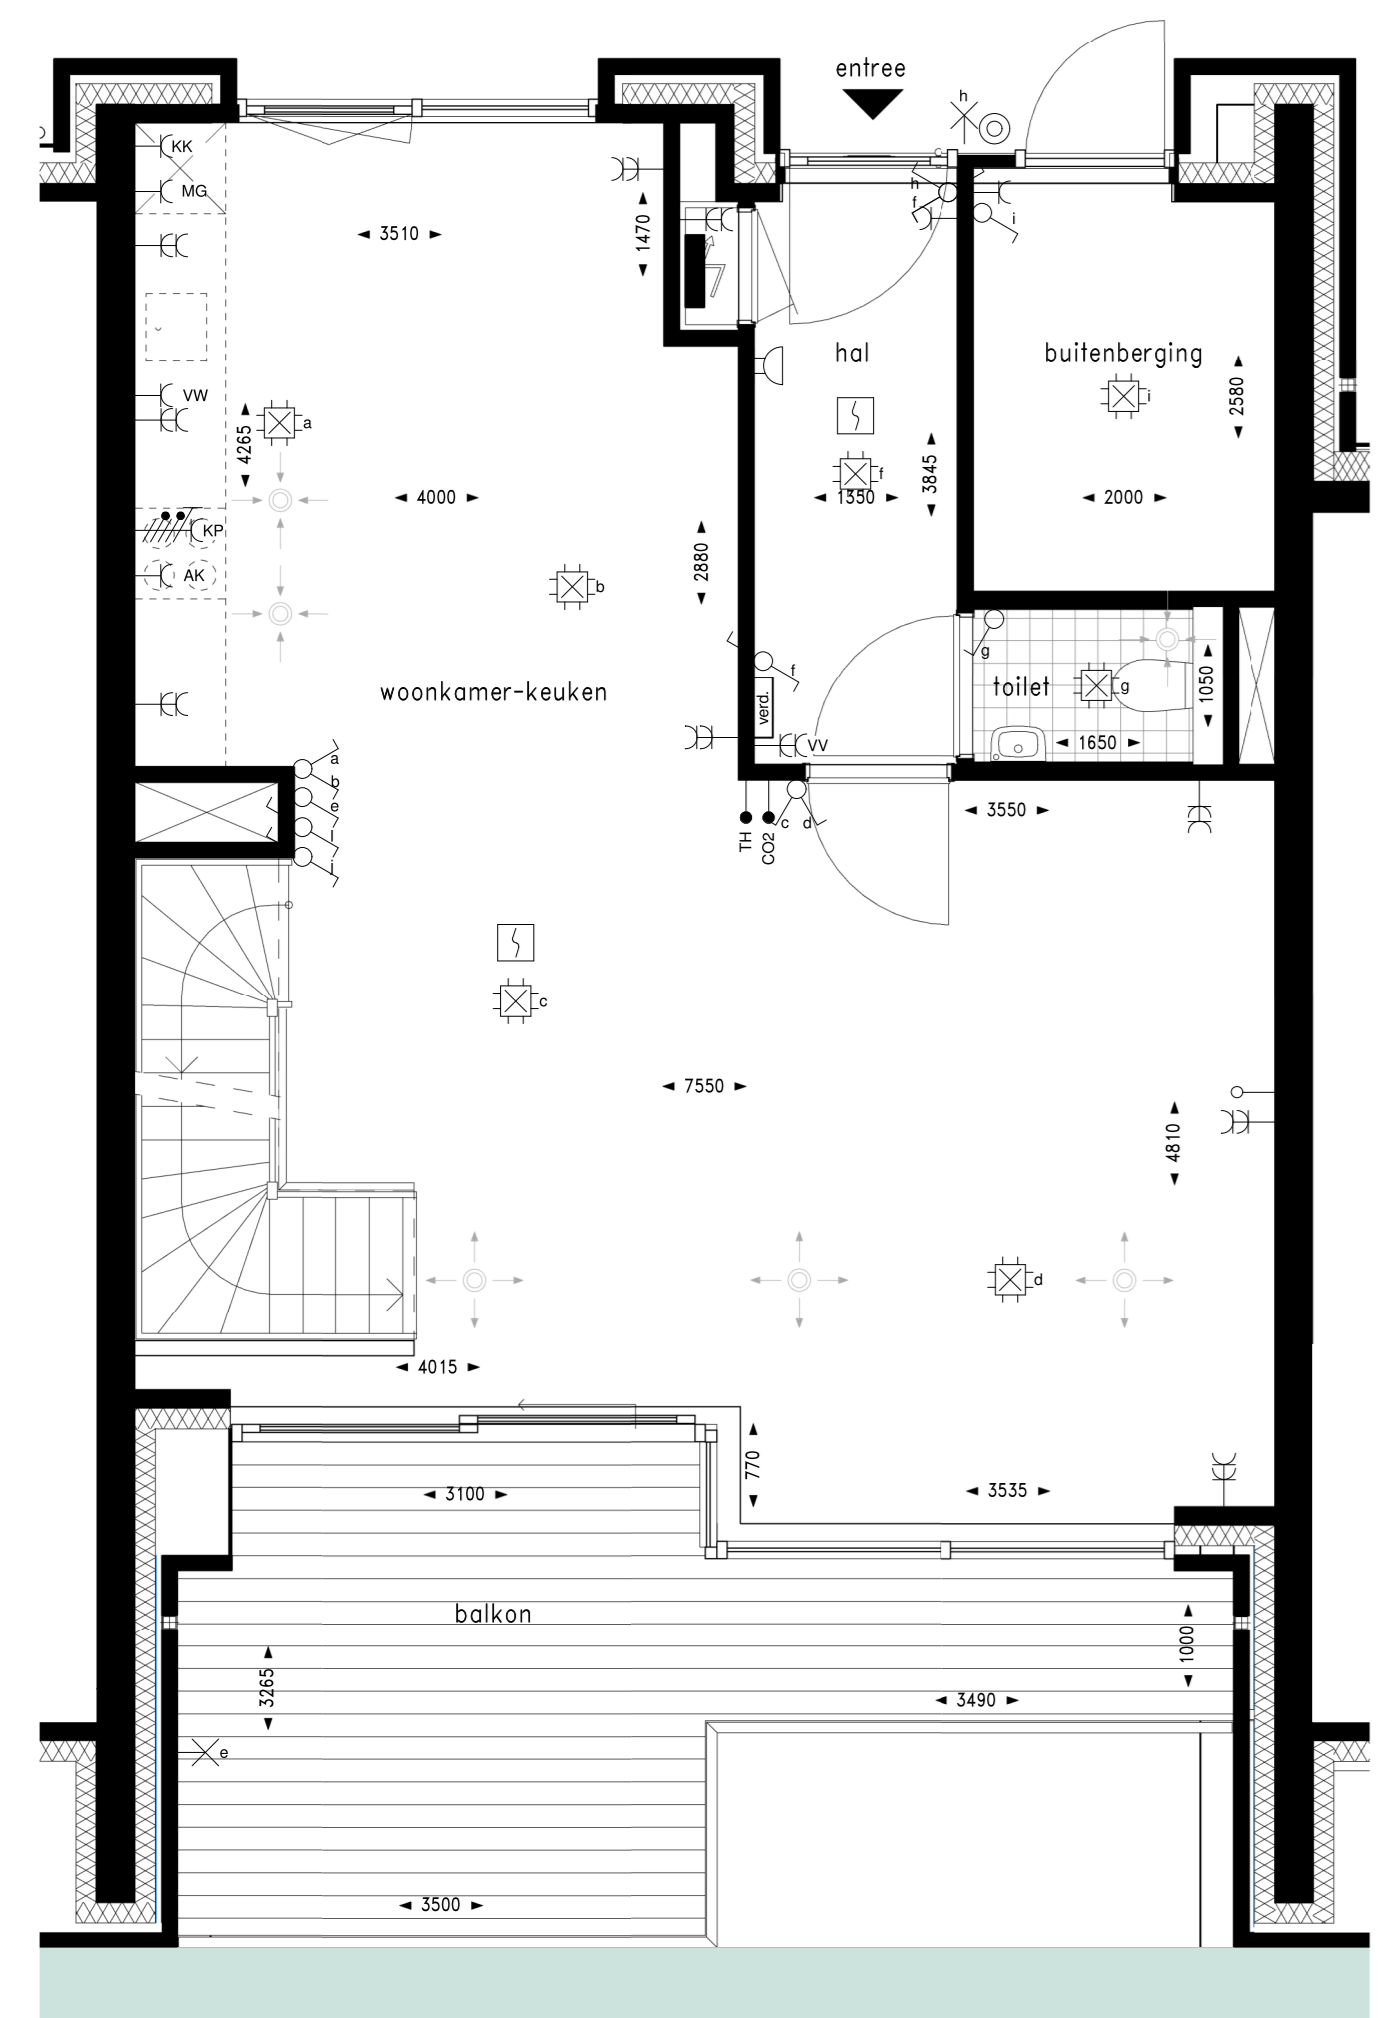 entree
h
KK
MG
h
f
i
3510
1470
hal
buitenberging
VW
i
2580
a
4265
f
3845
4000
1350
2000
KP
2880
AK
b
g
f
toilet
g
1050
woonkamer-keuken
verd.
VV
1650
a
b
e
3550
TH
CO2
c
d
l
j
c
7550
4810
d
4015
770
3100
3535
balkon
1000
3265
3490
e
3500